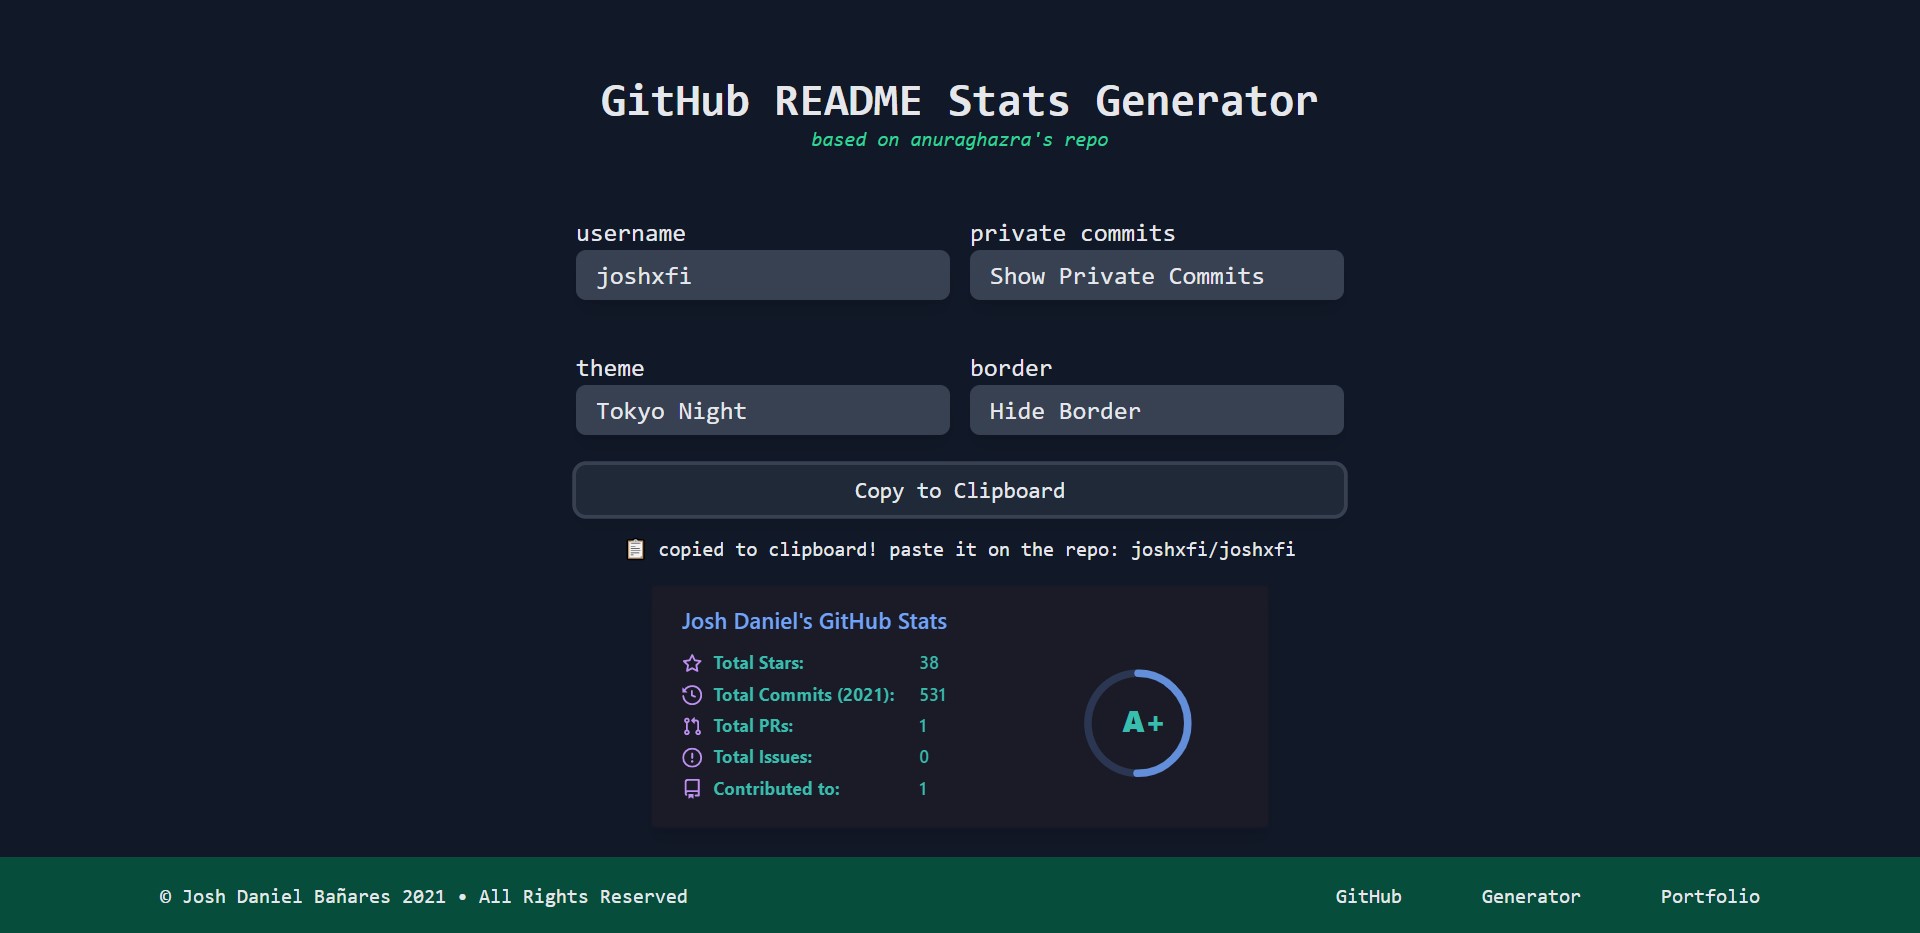 GitHub README Stats Generator
based on anuraghazra's repo
username
joshxfi
private commits
Show Private Commits
theme
Tokyo Night
border
Hide Border
Copy to Clipboard
📋 copied to clipboard! paste it on the repo: joshxfi/joshxfi
Josh Daniel's GitHub Stats
Total Stars: 38
Total Commits (2021): 531
Total PRs: 1
Total Issues: 0
Contributed to: 1
A+
© Josh Daniel Bañares 2021 • All Rights Reserved
GitHub Generator Portfolio